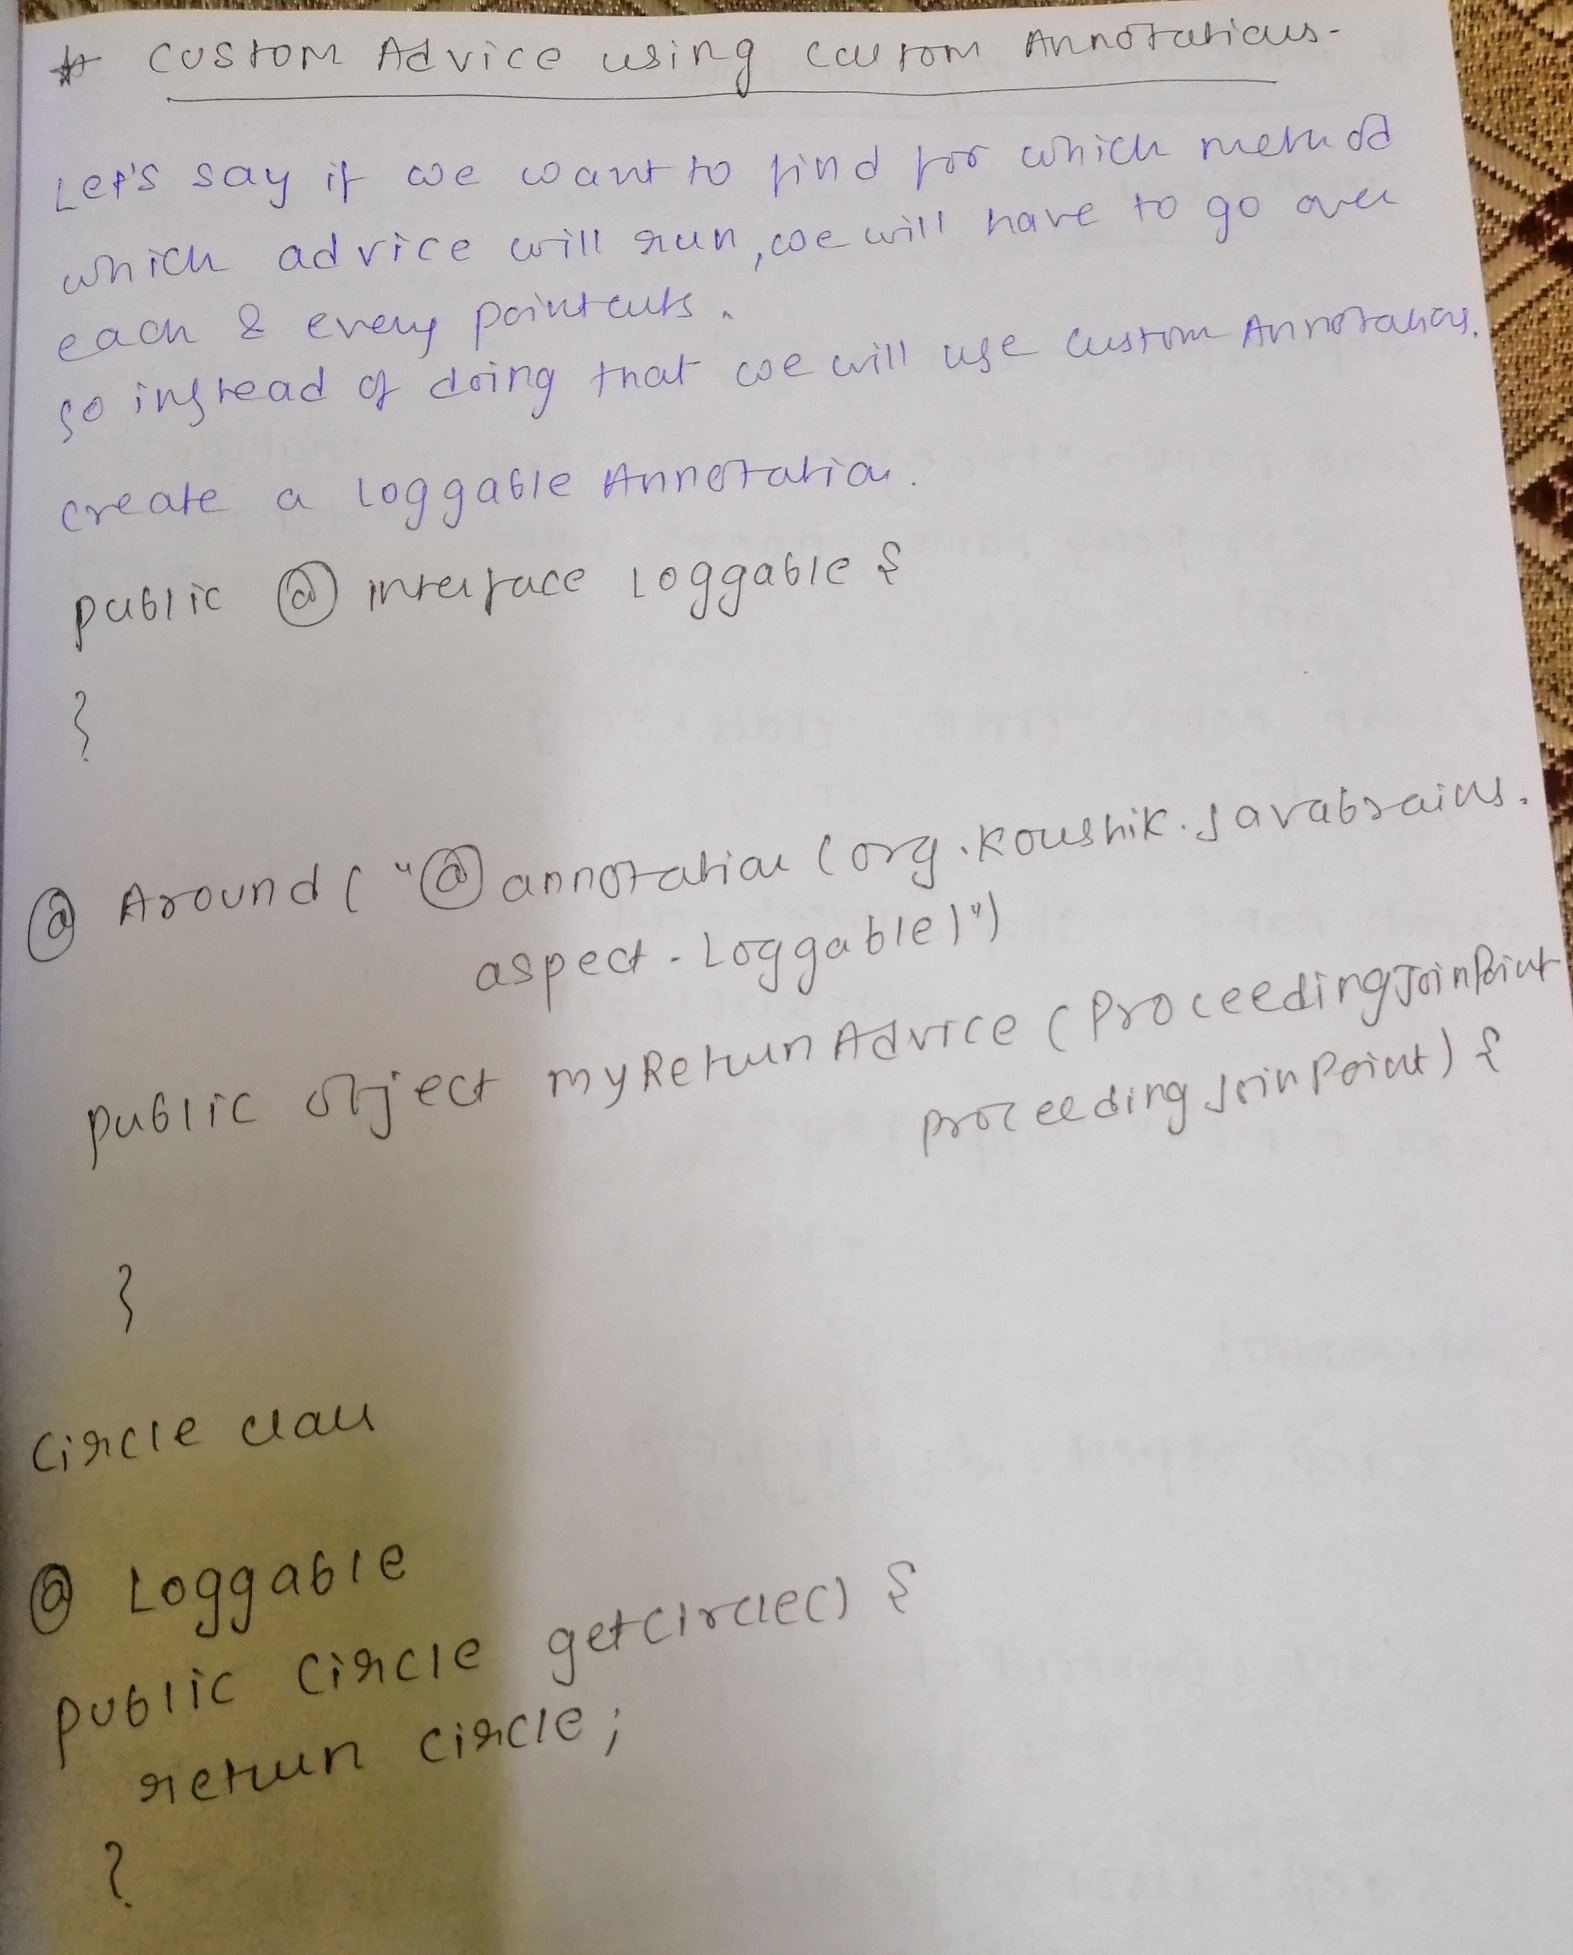 * Custom Advice using Custom Annotations-
Let's say if we want to find for which method
which advice will run, we will have to go over
each & every pointcuts.
so instead of doing that we will use custom Annotations.
create a Loggable Annotation.
public @ interface Loggable {
}
@ Around ( "@ annotation (org.koushik.javabrains.
aspect.Loggable)")
public object myReturnAdvice (ProceedingJoinPoint
proceedingJoinPoint) {
}
Circle class
@ Loggable
public Circle getCircle() {
return circle;
}